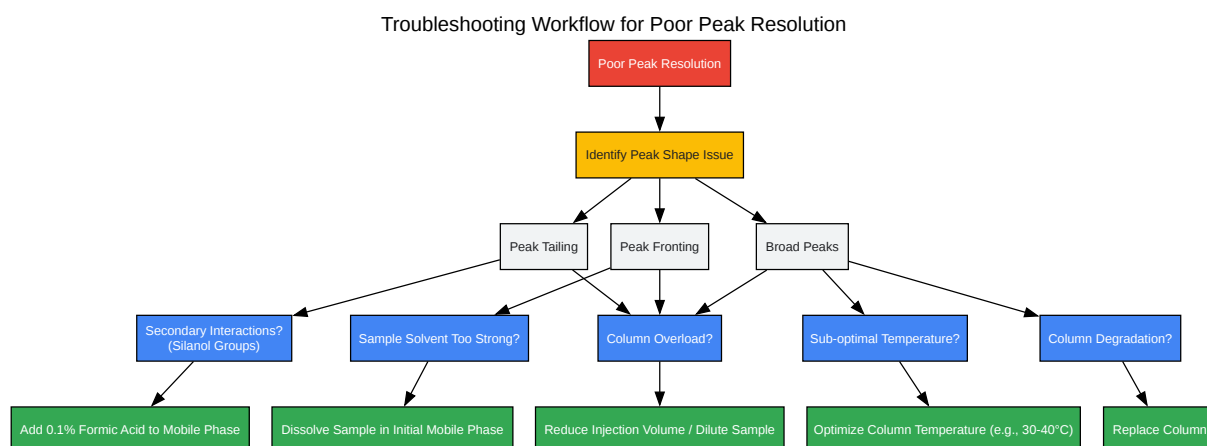 Troubleshooting Workflow for Poor Peak Resolution
Poor Peak Resolution
Identify Peak Shape Issue
Peak Tailing
Peak Fronting
Broad Peaks
Secondary Interactions?
(Silanol Groups)
Sample Solvent Too Strong?
Column Overload?
Sub-optimal Temperature?
Column Degradation?
Add 0.1% Formic Acid to Mobile Phase
Dissolve Sample in Initial Mobile Phase
Reduce Injection Volume / Dilute Sample
Optimize Column Temperature (e.g., 30-40°C)
Replace Column